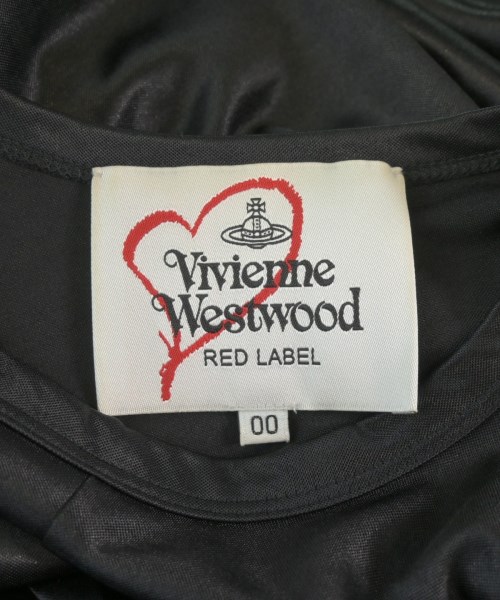 Vivienne
Westwood
RED LABEL
00